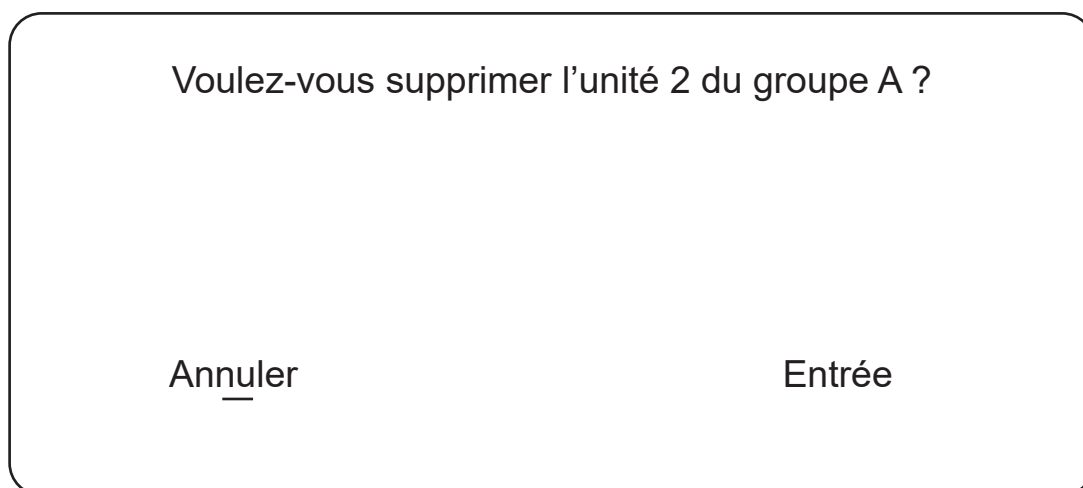 Voulez-vous supprimer l’unité 2 du groupe A ?
Annuler Entrée